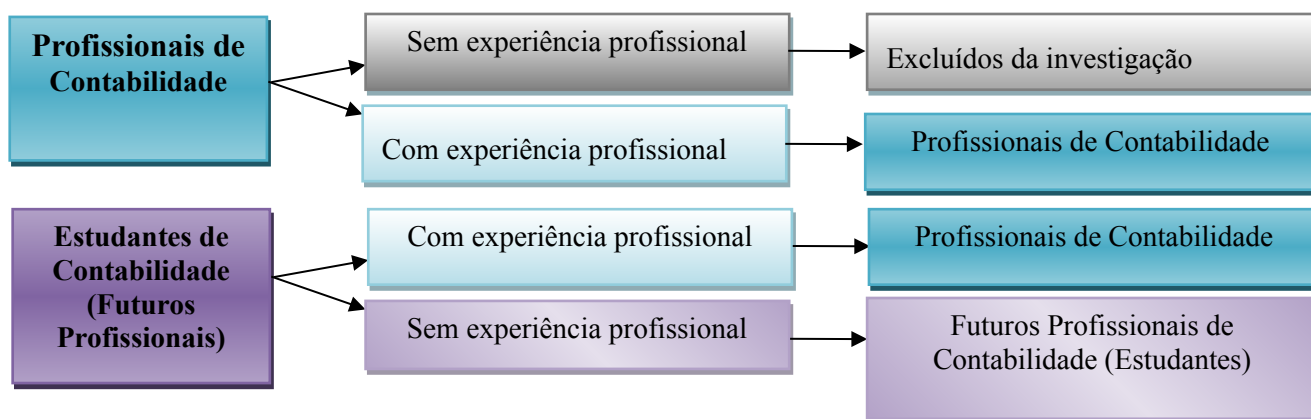 Profissionais de
Contabilidade
Sem experiência profissional
Excluídos da investigação
Com experiência profissional
Profissionais de Contabilidade
Estudantes de
Contabilidade
(Futuros
Profissionais)
Com experiência profissional
Profissionais de Contabilidade
Sem experiência profissional
Futuros Profissionais de
Contabilidade (Estudantes)